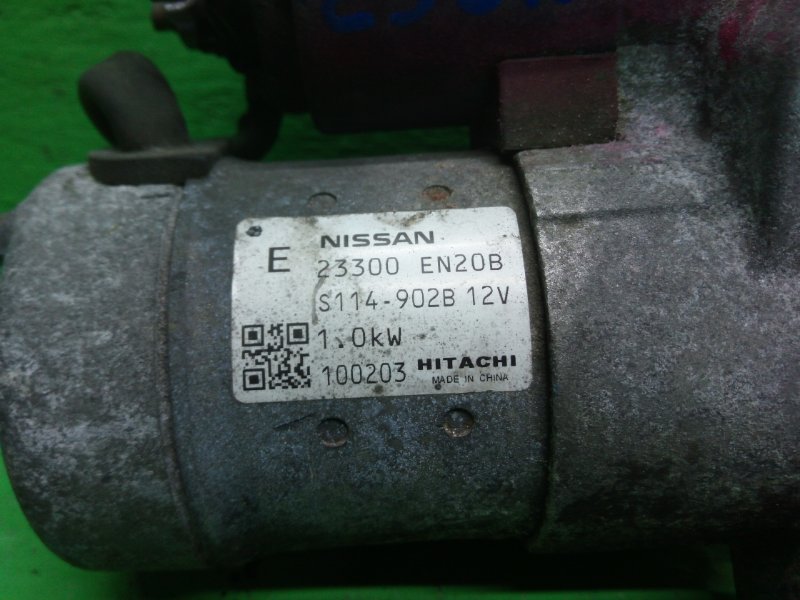 E NISSAN
23300 EN20B
S114-902B 12V
1.0kW
100203 HITACHI
MADE IN CHINA